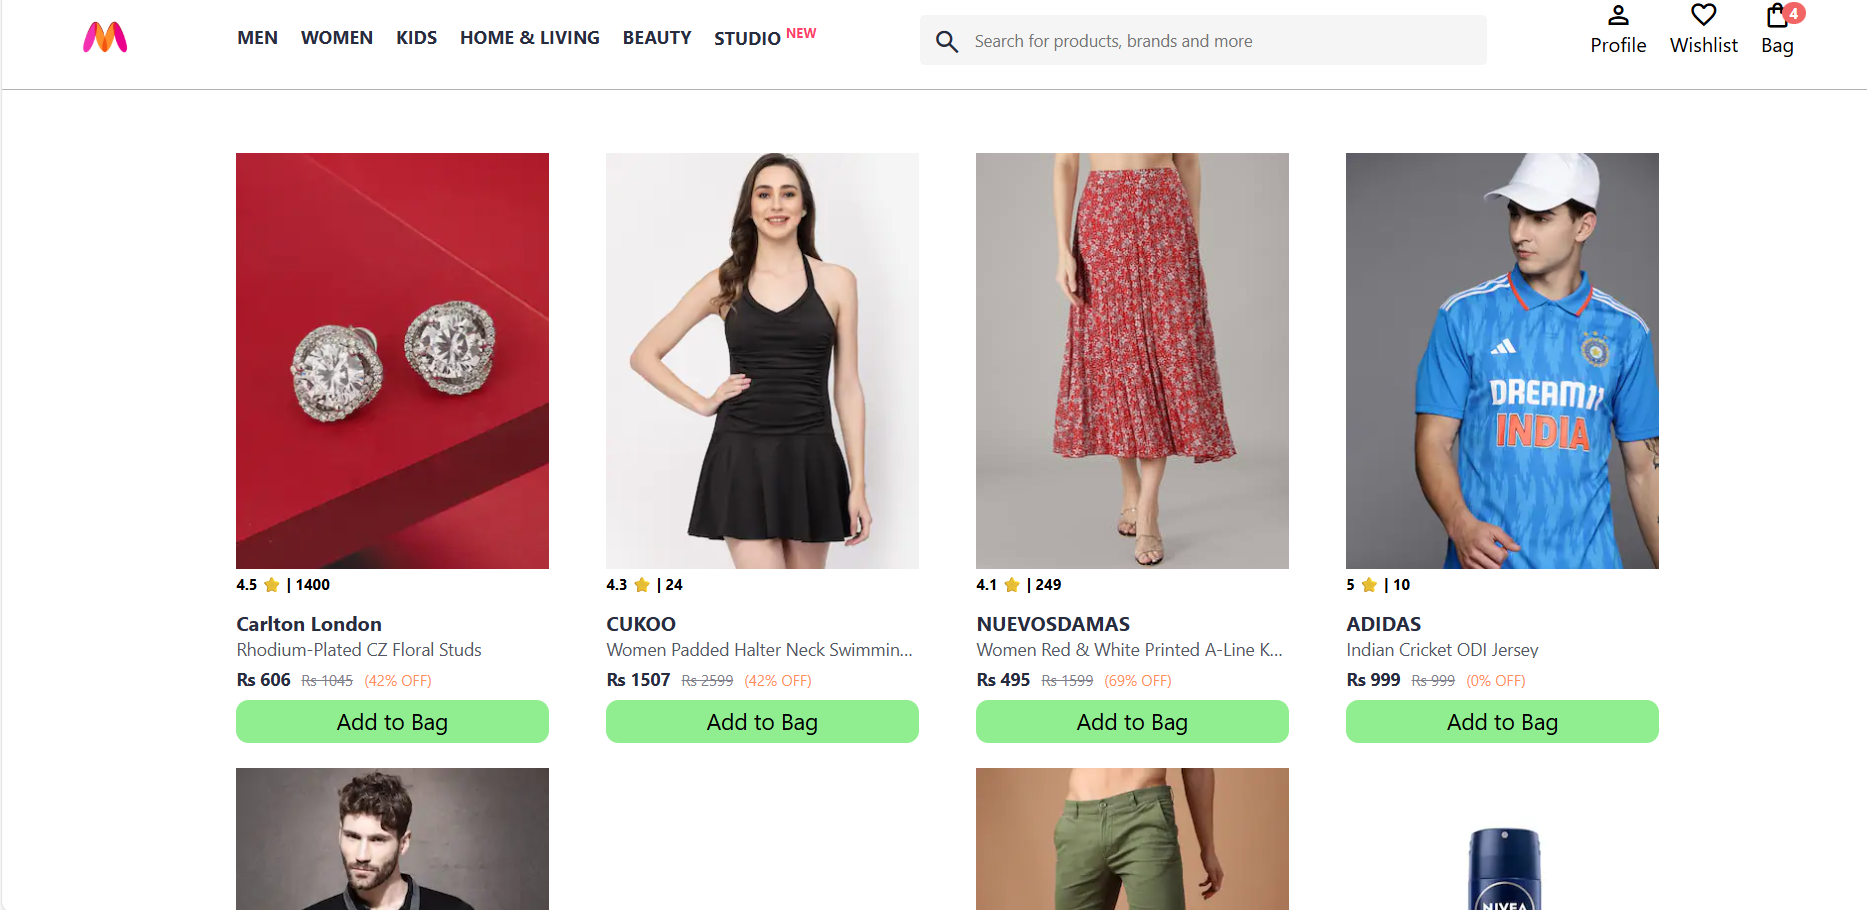 MEN WOMEN KIDS HOME & LIVING BEAUTY STUDIO NEW
Search for products, brands and more
Profile Wishlist Bag 4
DREAM11
INDIA
4.5 ⭐ | 1400
Carlton London
Rhodium-Plated CZ Floral Studs
Rs 606 Rs 1045 (42% OFF)
Add to Bag
4.3 ⭐ | 24
CUKOO
Women Padded Halter Neck Swimmin...
Rs 1507 Rs 2599 (42% OFF)
Add to Bag
4.1 ⭐ | 249
NUEVOSDAMAS
Women Red & White Printed A-Line K...
Rs 495 Rs 1599 (69% OFF)
Add to Bag
5 ⭐ | 10
ADIDAS
Indian Cricket ODI Jersey
Rs 999 Rs 999 (0% OFF)
Add to Bag
NIVEA